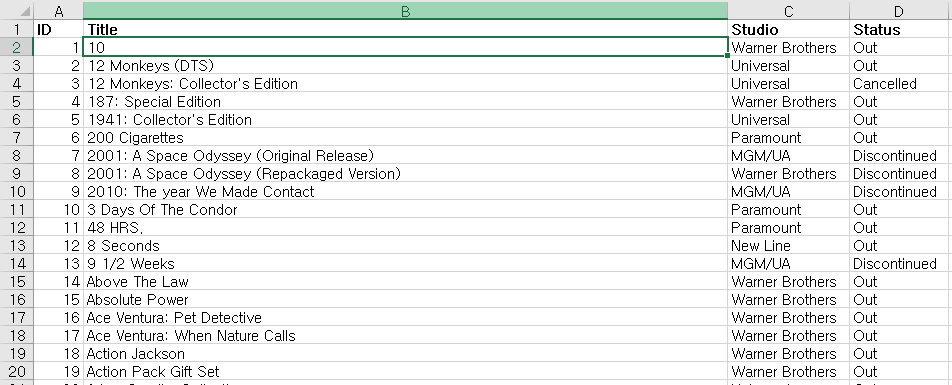 A B C D
1 ID Title Studio Status
2 1 10 Warner Brothers Out
3 2 12 Monkeys (DTS) Universal Out
4 3 12 Monkeys: Collector's Edition Universal Cancelled
5 4 187: Special Edition Warner Brothers Out
6 5 1941: Collector's Edition Universal Out
7 6 200 Cigarettes Paramount Out
8 7 2001: A Space Odyssey (Original Release) MGM/UA Discontinued
9 8 2001: A Space Odyssey (Repackaged Version) Warner Brothers Discontinued
10 9 2010: The year We Made Contact MGM/UA Discontinued
11 10 3 Days Of The Condor Paramount Out
12 11 48 HRS. Paramount Out
13 12 8 Seconds New Line Out
14 13 9 1/2 Weeks MGM/UA Discontinued
15 14 Above The Law Warner Brothers Out
16 15 Absolute Power Warner Brothers Out
17 16 Ace Ventura: Pet Detective Warner Brothers Out
18 17 Ace Ventura: When Nature Calls Warner Brothers Out
19 18 Action Jackson Warner Brothers Out
20 19 Action Pack Gift Set Warner Brothers Out